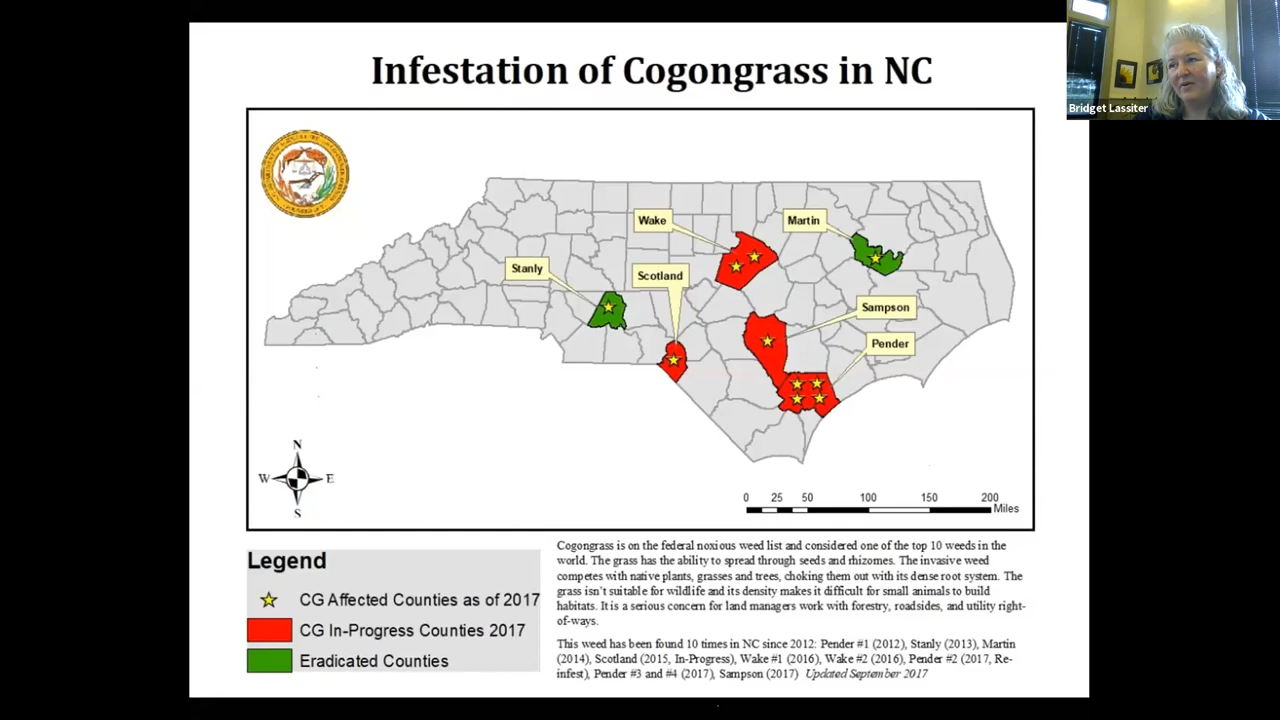 Infestation of Cogongrass in NC
Bridget Lassiter
Wake
Martin
Stanly
Scotland
Sampson
Pender
N
W E
S
0 25 50 100 150 200
Miles
Legend
CG Affected Counties as of 2017
CG In-Progress Counties 2017
Eradicated Counties
Cogongrass is on the federal noxious weed list and considered one of the top 10 weeds in the
world. The grass has the ability to spread through seeds and rhizomes. The invasive weed
competes with native plants, grasses and trees, choking them out with its dense root system. The
grass isn't suitable for wildlife and its density makes it difficult for small animals to build
habitats. It is a serious concern for land managers work with forestry, roadsides, and utility right-
of-ways.
This weed has been found 10 times in NC since 2012: Pender #1 (2012), Stanly (2013), Martin
(2014), Scotland (2015, In-Progress), Wake #1 (2016), Wake #2 (2016), Pender #2 (2017, Re-
infest), Pender #3 and #4 (2017), Sampson (2017) Updated September 2017